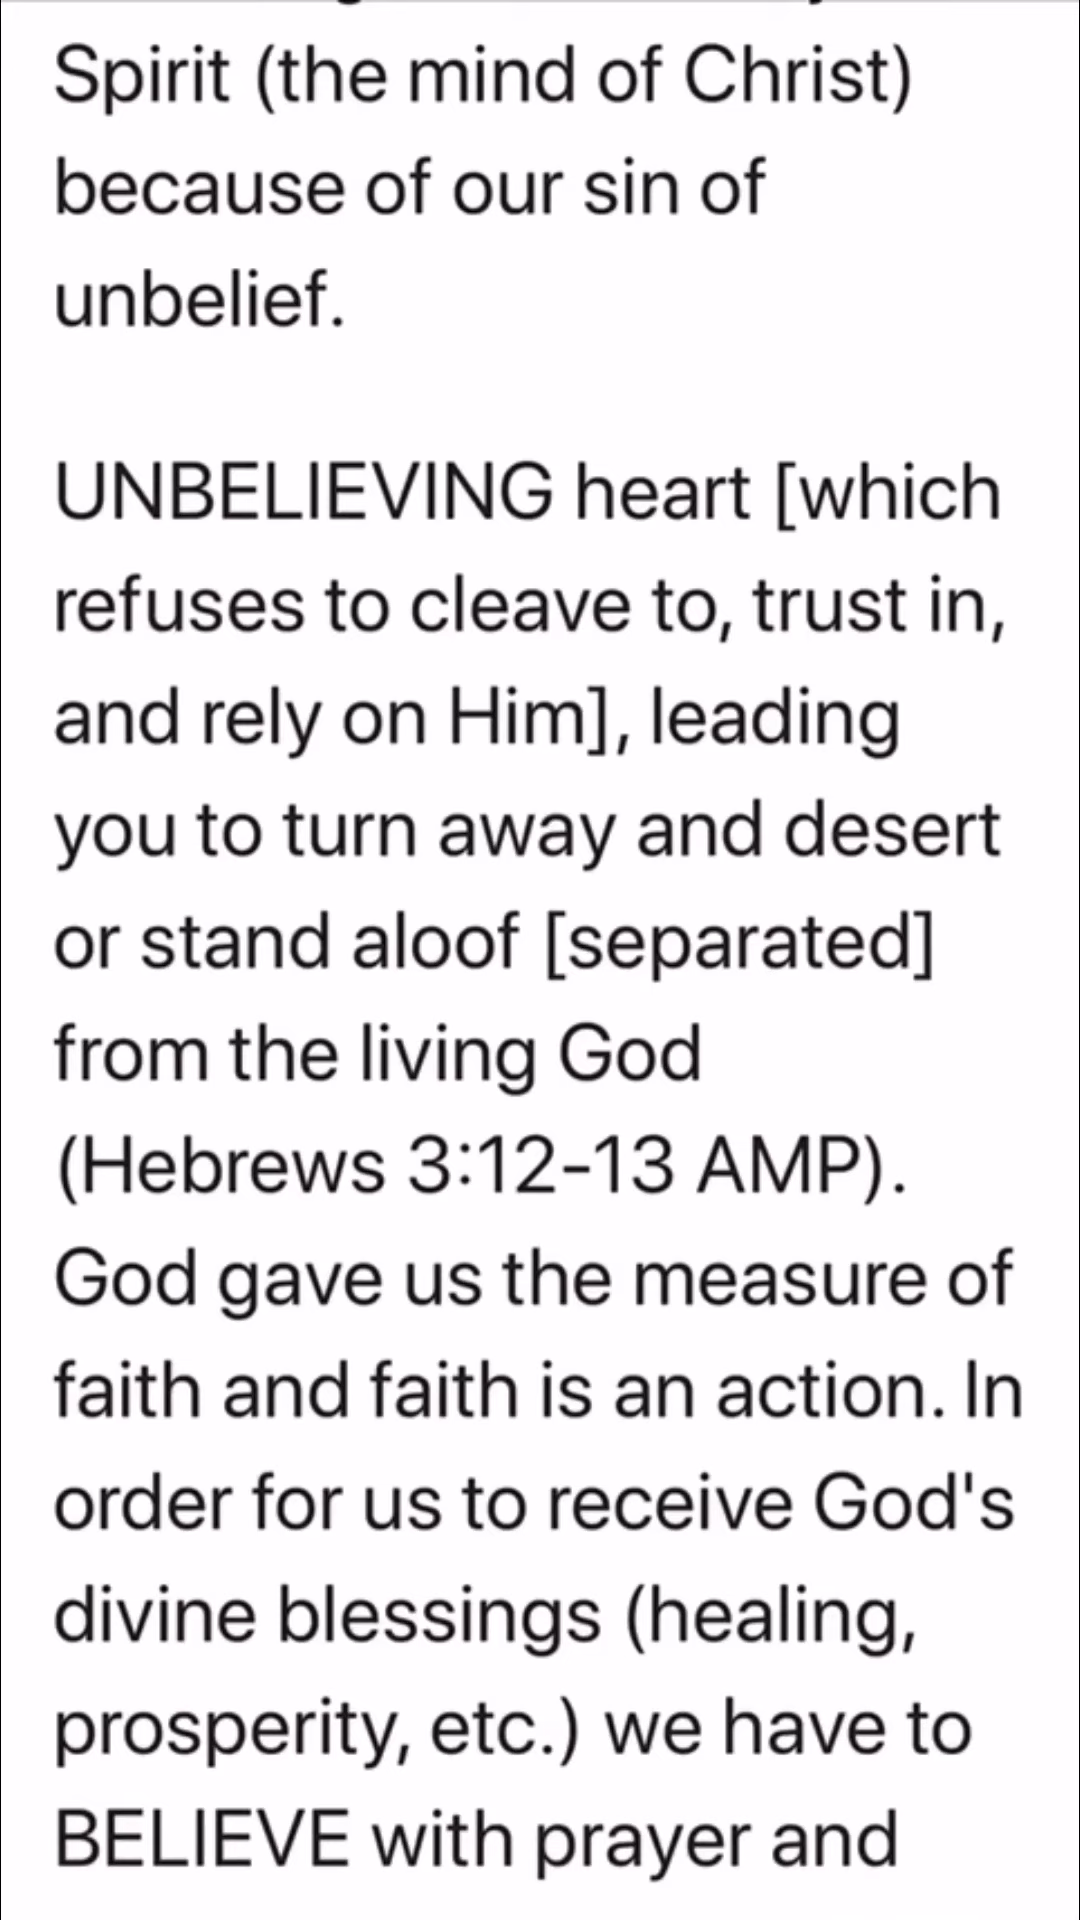 Spirit (the mind of Christ)
because of our sin of
unbelief.
UNBELIEVING heart [which
refuses to cleave to, trust in,
and rely on Him], leading
you to turn away and desert
or stand aloof [separated]
from the living God
(Hebrews 3:12-13 AMP).
God gave us the measure of
faith and faith is an action. In
order for us to receive God's
divine blessings (healing,
prosperity, etc.) we have to
BELIEVE with prayer and